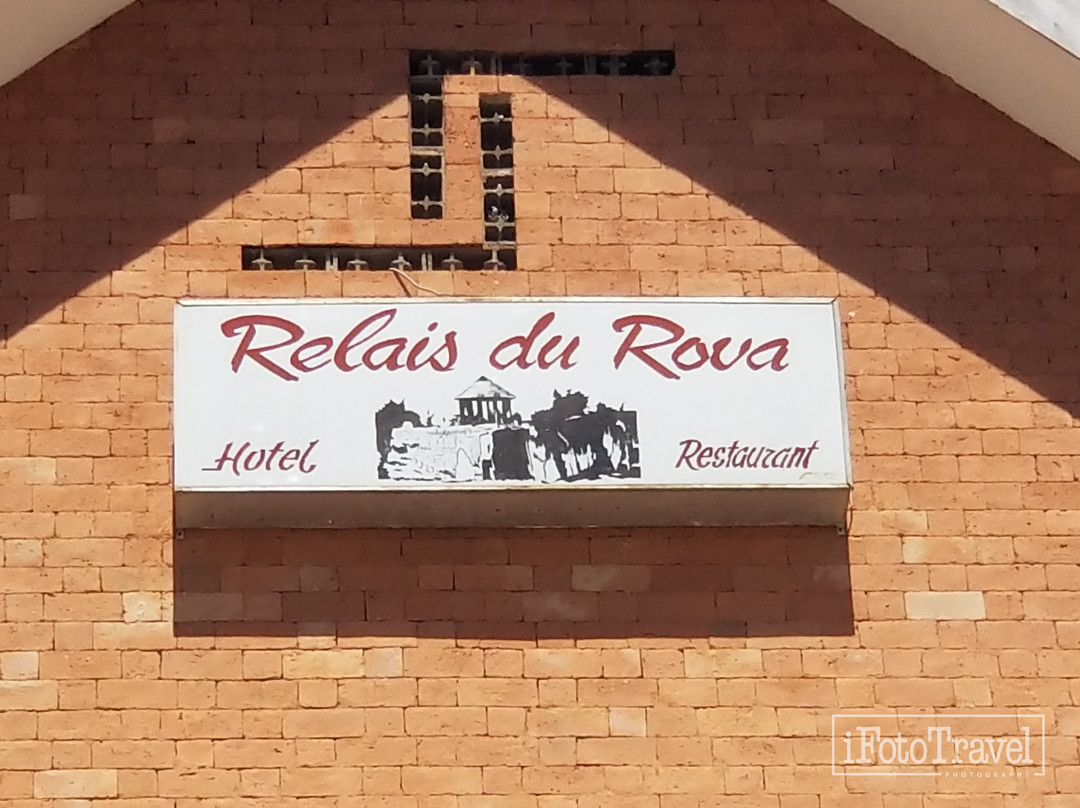 Relais du Rova
Hotel
Restaurant
iFotoTravel
PHOTOGRAPHY